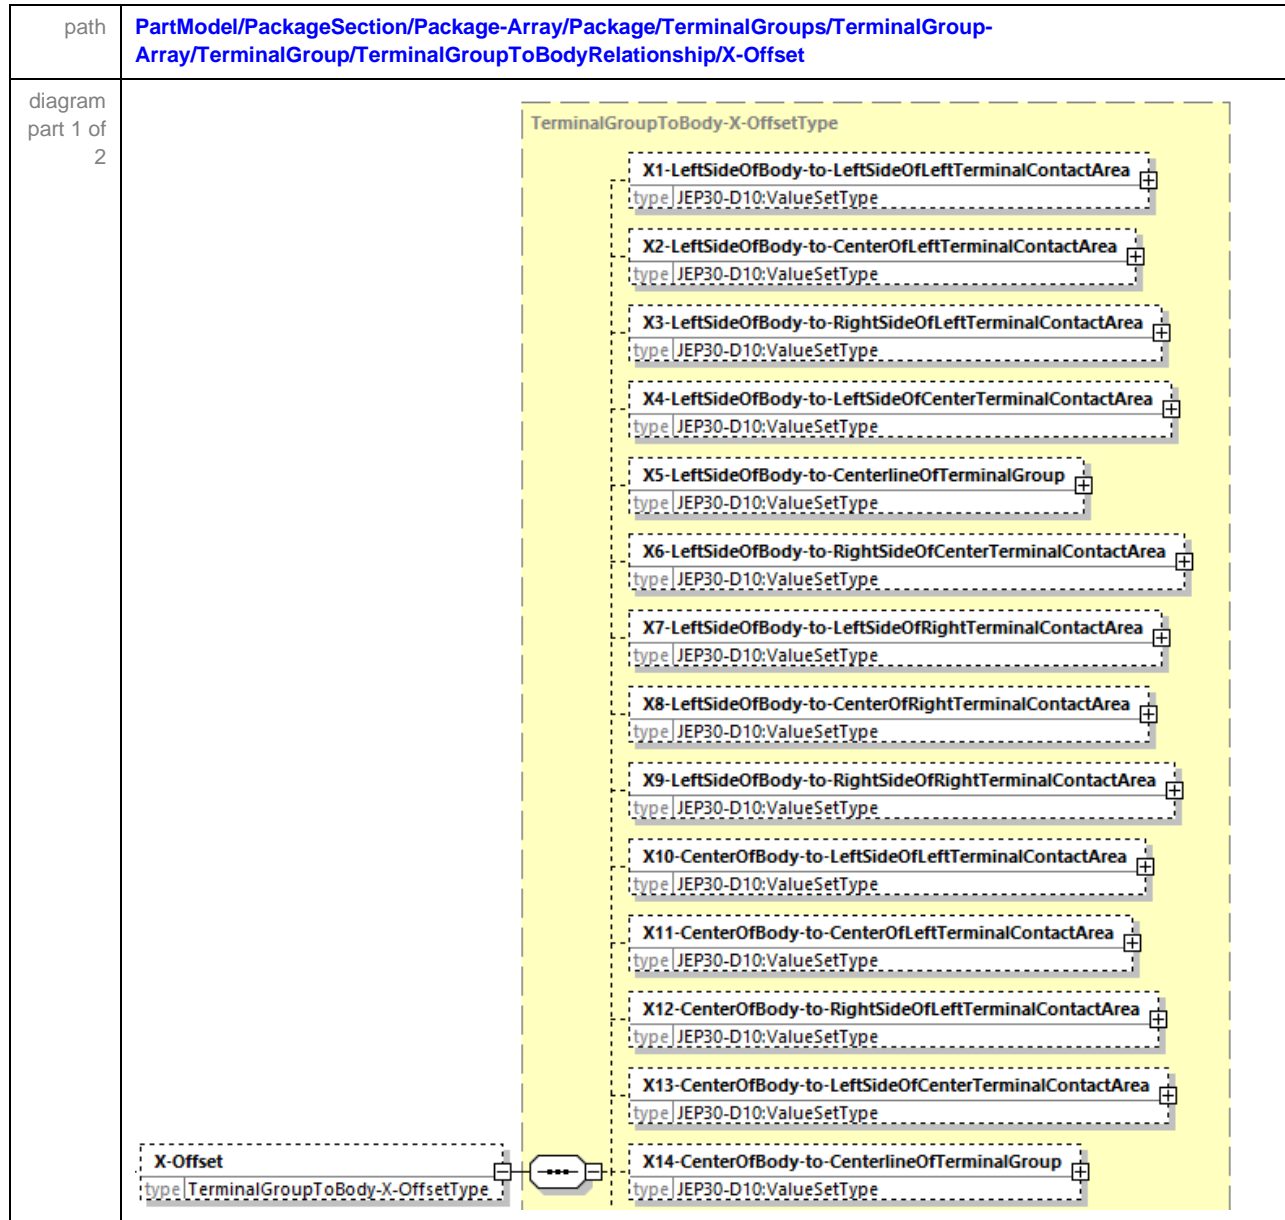 path
PartModel/PackageSection/Package-Array/Package/TerminalGroups/TerminalGroup-
Array/TerminalGroup/TerminalGroupToBodyRelationship/X-Offset
diagram
part 1 of
2
TerminalGroupToBody-X-OffsetType
X1-LeftSideOfBody-to-LeftSideOfLeftTerminalContactArea
type JEP30-D10:ValueSetType
X2-LeftSideOfBody-to-CenterOfLeftTerminalContactArea
type JEP30-D10:ValueSetType
X3-LeftSideOfBody-to-RightSideOfLeftTerminalContactArea
type JEP30-D10:ValueSetType
X4-LeftSideOfBody-to-LeftSideOfCenterTerminalContactArea
type JEP30-D10:ValueSetType
X5-LeftSideOfBody-to-CenterlineOfTerminalGroup
type JEP30-D10:ValueSetType
X6-LeftSideOfBody-to-RightSideOfCenterTerminalContactArea
type JEP30-D10:ValueSetType
X7-LeftSideOfBody-to-LeftSideOfRightTerminalContactArea
type JEP30-D10:ValueSetType
X8-LeftSideOfBody-to-CenterOfRightTerminalContactArea
type JEP30-D10:ValueSetType
X9-LeftSideOfBody-to-RightSideOfRightTerminalContactArea
type JEP30-D10:ValueSetType
X10-CenterOfBody-to-LeftSideOfLeftTerminalContactArea
type JEP30-D10:ValueSetType
X11-CenterOfBody-to-CenterOfLeftTerminalContactArea
type JEP30-D10:ValueSetType
X12-CenterOfBody-to-RightSideOfLeftTerminalContactArea
type JEP30-D10:ValueSetType
X13-CenterOfBody-to-LeftSideOfCenterTerminalContactArea
type JEP30-D10:ValueSetType
X-Offset
type TerminalGroupToBody-X-OffsetType
X14-CenterOfBody-to-CenterlineOfTerminalGroup
type JEP30-D10:ValueSetType